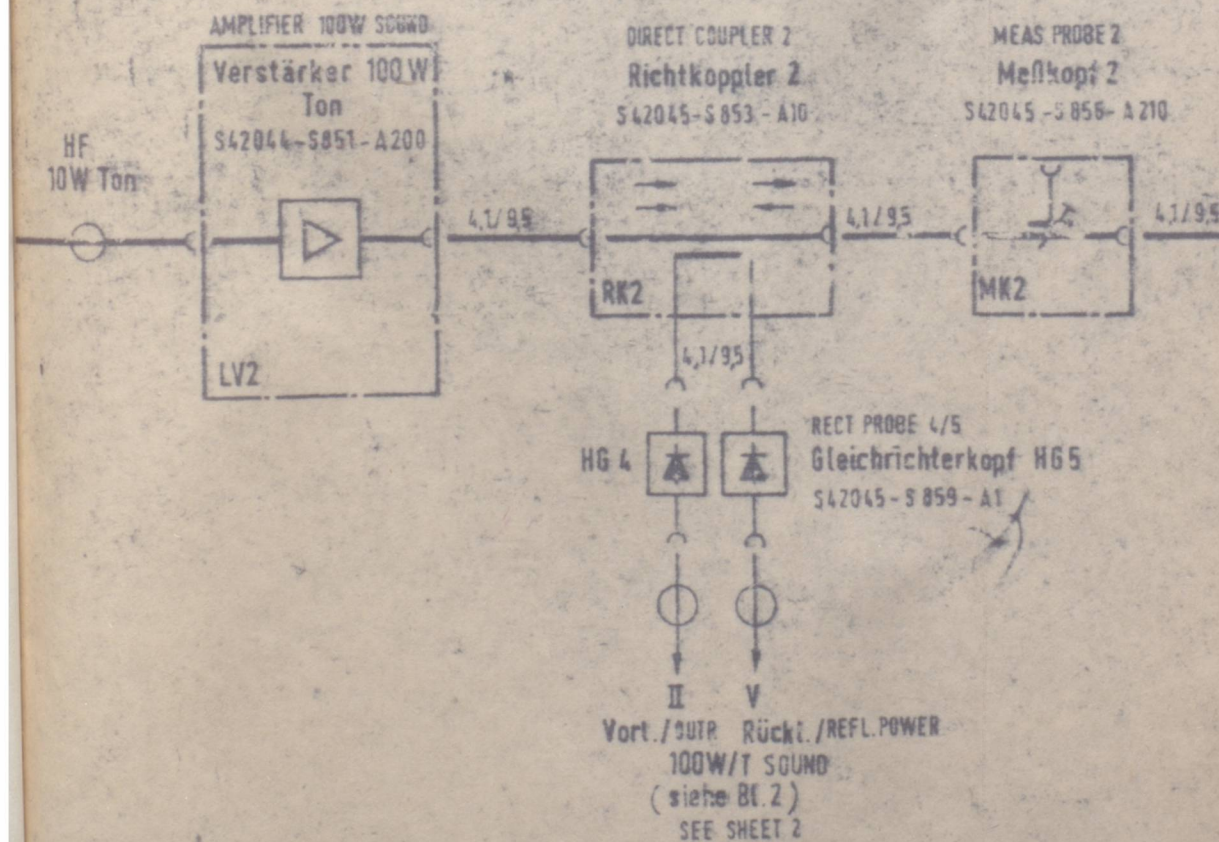 AMPLIFIER 100W SOUND
Verstärker 100W
Ton
S42044-S851-A200
HF
10W Ton
LV2
4,1/9,5
DIRECT COUPLER 2
Richtkoppler 2
S42045-S853-A10
RK2
4,1/9,5
4,1/9,5
MEAS PROBE 2
Meßkopf 2
S42045-S856-A210
MK2
4,1/9,5
HG 4
RECT PROBE 4/5
Gleichrichterkopf HG5
S42045-S859-A1
II V
Vorl./OUTP. Rückl./REFL.POWER
100W/T SOUND
(siehe Bl.2)
SEE SHEET 2